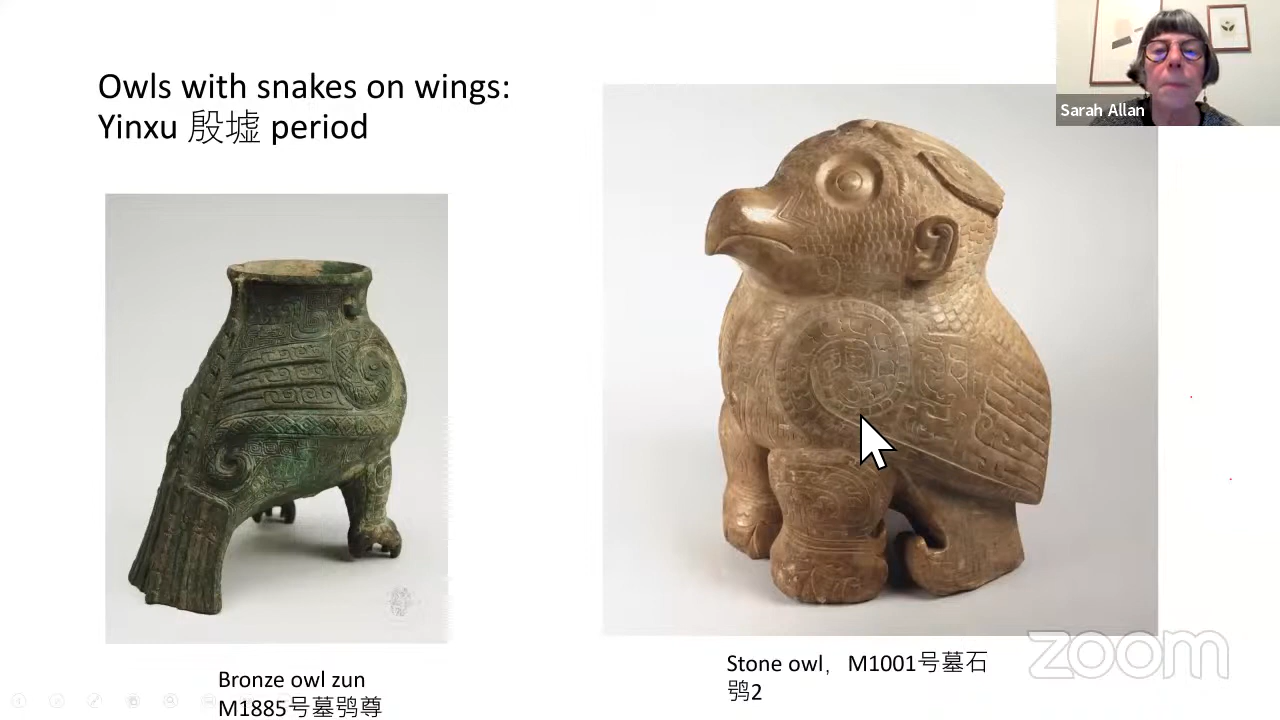 Owls with snakes on wings:
Yinxu 殷墟 period
Sarah Allan
Bronze owl zun
M1885号墓鸮尊
Stone owl，M1001号墓石
鸮2
zoom